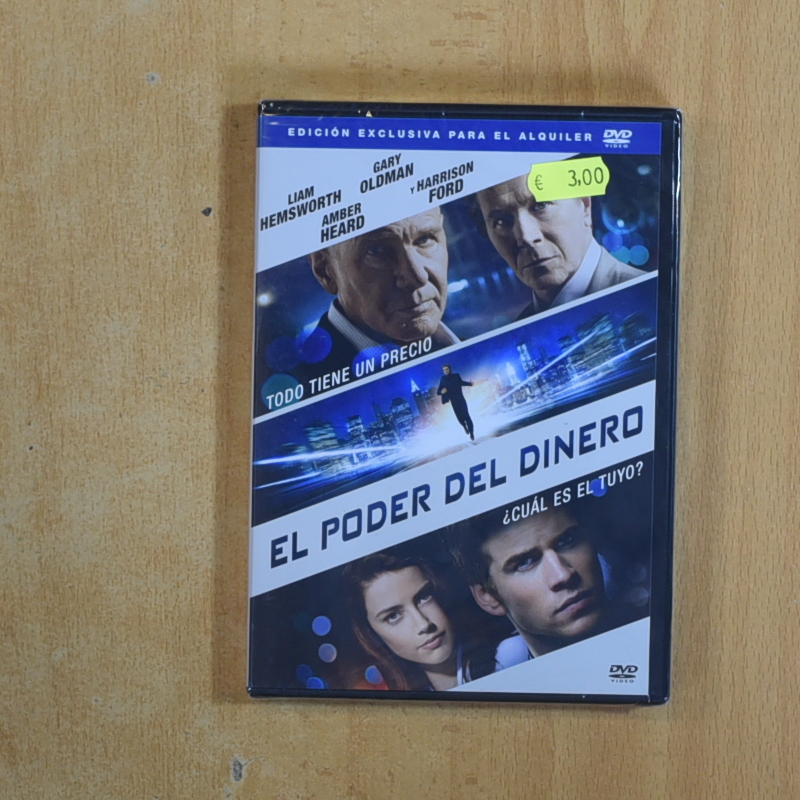 EDICIÓN EXCLUSIVA PARA EL ALQUILER DVD
VIDEO
LIAM
HEMSWORTH
AMBER
HEARD
GARY
OLDMAN
Y HARRISON
FORD
€ 3,00
TODO TIENE UN PRECIO
EL PODER DEL DINERO
¿CUÁL ES EL TUYO?
DVD
VIDEO